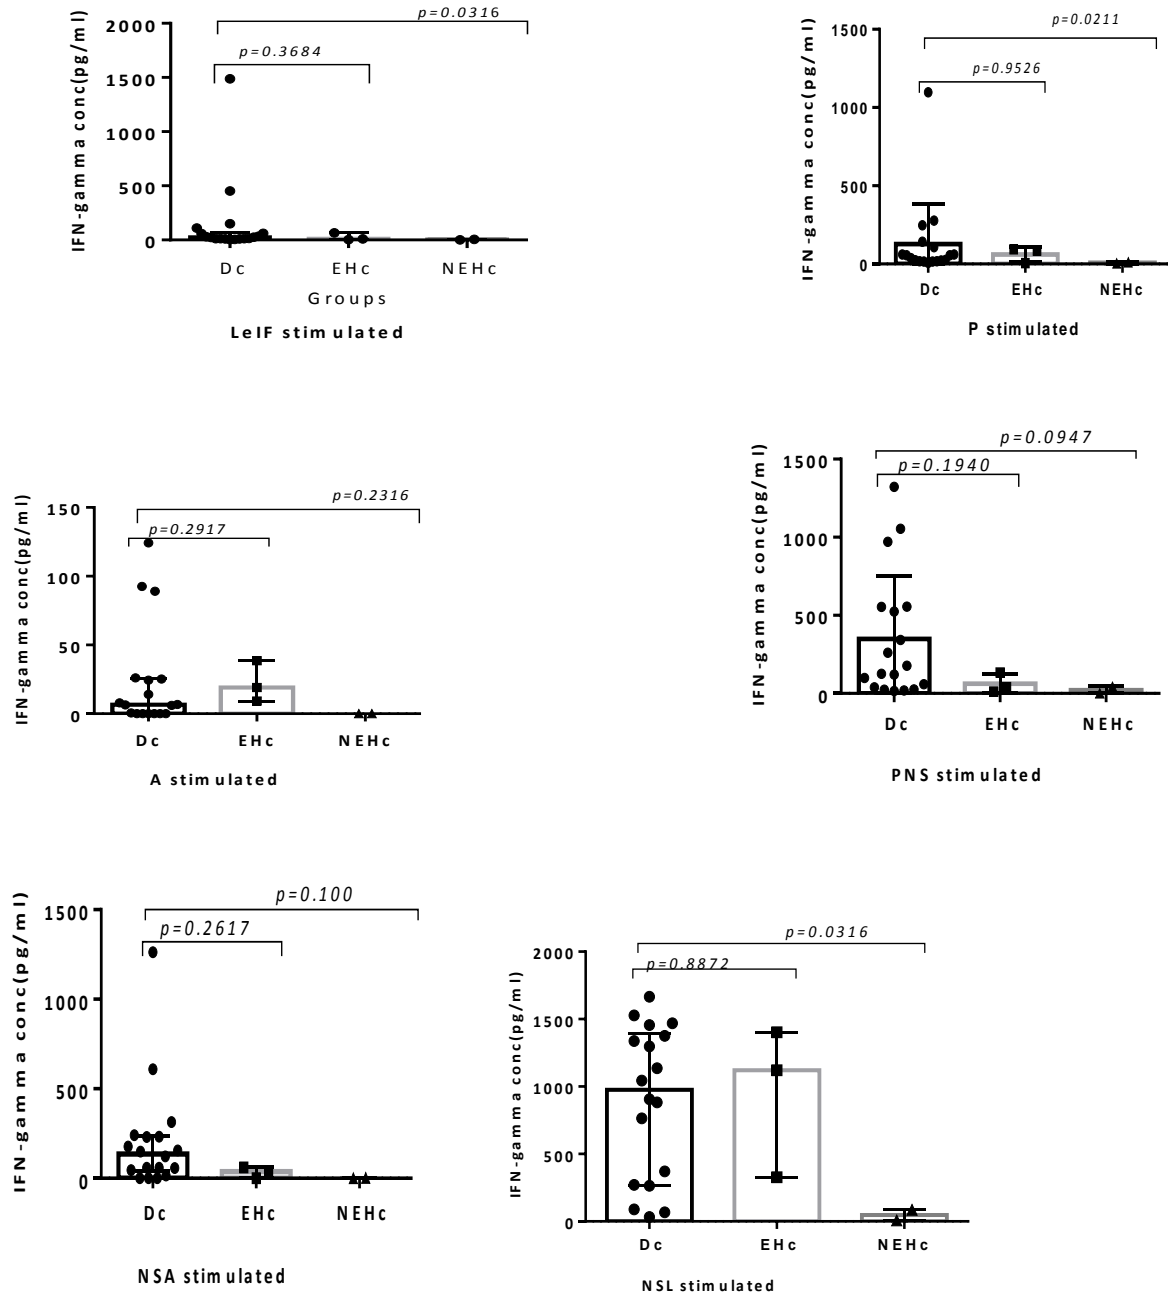 p=0.0316
p=0.3684
IFN-gamma conc(pg/ml)
2000
1500
1000
500
0
Dc EHc NEHc
Groups
LeIF stimulated
p=0.0211
p=0.9526
IFN-gamma conc(pg/ml)
1500
1000
500
0
Dc EHc NEHc
P stimulated
p=0.2316
p=0.2917
IFN-gamma conc(pg/ml)
150
100
50
0
Dc EHc NEHc
A stimulated
p=0.0947
p=0.1940
IFN-gamma conc(pg/ml)
1500
1000
500
0
Dc EHc NEHc
PNS stimulated
p=0.100
p=0.2617
IFN-gamma conc(pg/ml)
1500
1000
500
0
Dc EHc NEHc
NSA stimulated
p=0.0316
p=0.8872
IFN-gamma conc(pg/ml)
2000
1500
1000
500
0
Dc EHc NEHc
NSL stimulated